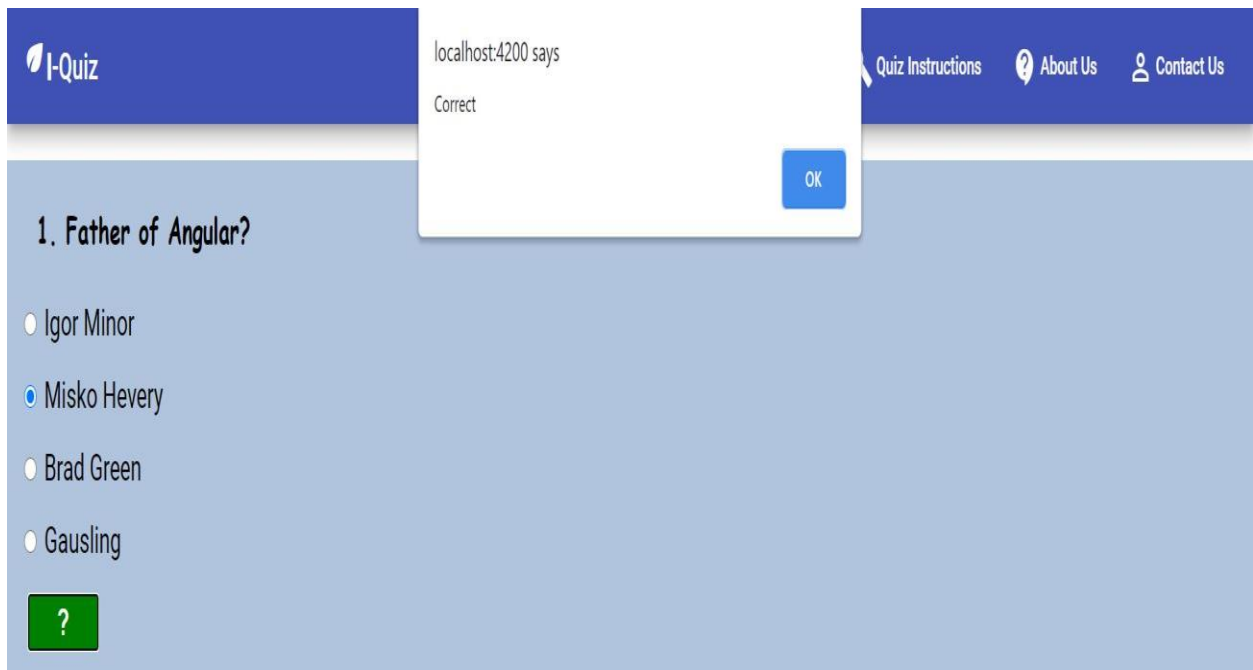 I-Quiz
localhost:4200 says
Correct
OK
Quiz Instructions
About Us
Contact Us
1. Father of Angular?
Igor Minor
Misko Hevery
Brad Green
Gausling
?